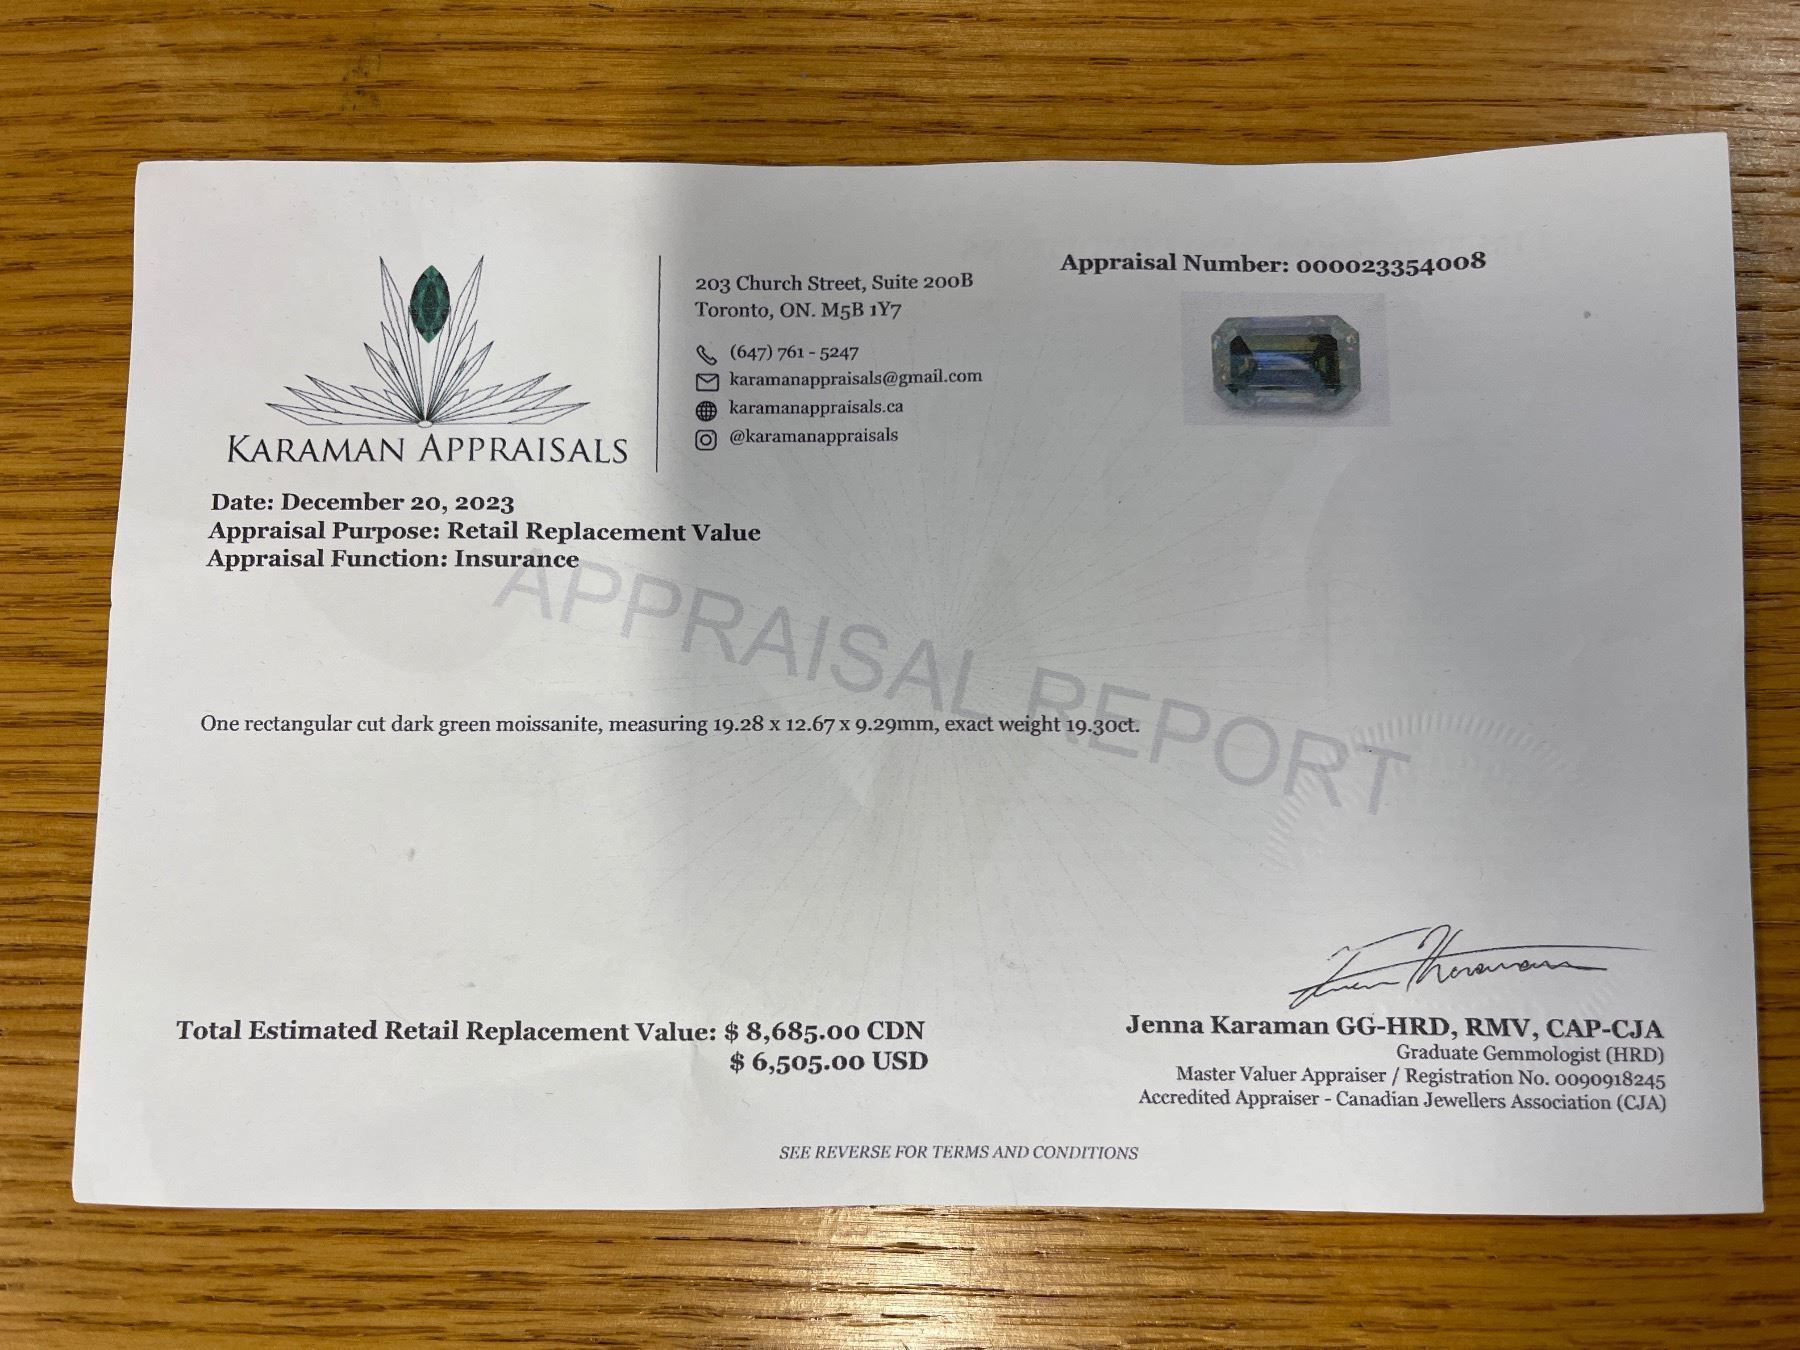 KARAMAN APPRAISALS
203 Church Street, Suite 200B
Toronto, ON. M5B 1Y7
(647) 761 - 5247
karamanappraisals@gmail.com
karamanappraisals.ca
@karamanappraisals
Appraisal Number: 000023354008
Date: December 20, 2023
Appraisal Purpose: Retail Replacement Value
Appraisal Function: Insurance
APPRAISAL REPORT
One rectangular cut dark green moissanite, measuring 19.28 x 12.67 x 9.29mm, exact weight 19.30ct.
Total Estimated Retail Replacement Value: $ 8,685.00 CDN
$ 6,505.00 USD
Jenna Karaman GG-HRD, RMV, CAP-CJA
Graduate Gemmologist (HRD)
Master Valuer Appraiser / Registration No. 0090918245
Accredited Appraiser - Canadian Jewellers Association (CJA)
SEE REVERSE FOR TERMS AND CONDITIONS